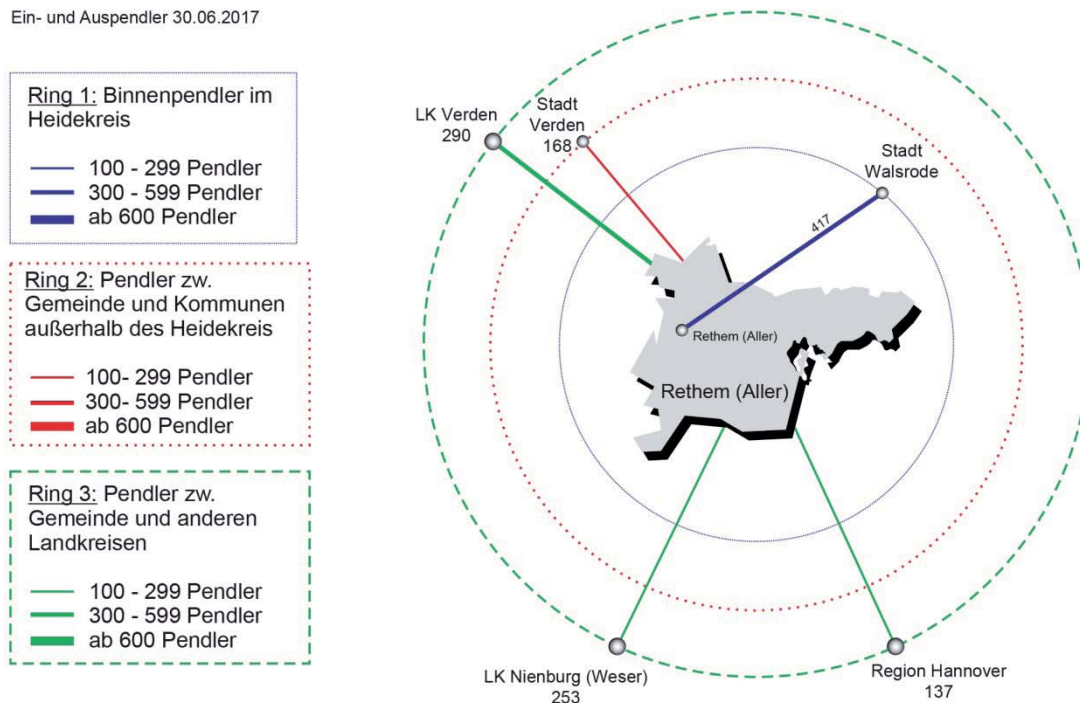 Ein- und Auspendler 30.06.2017
Ring 1: Binnenpendler im
Heidekreis
100 - 299 Pendler
300 - 599 Pendler
ab 600 Pendler
Ring 2: Pendler zw.
Gemeinde und Kommunen
außerhalb des Heidekreis
100- 299 Pendler
300- 599 Pendler
ab 600 Pendler
Ring 3: Pendler zw.
Gemeinde und anderen
Landkreisen
100 - 299 Pendler
300 - 599 Pendler
ab 600 Pendler
LK Verden
290
Stadt
Verden
168
Stadt
Walsrode
417
Rethem (Aller)
Rethem (Aller)
LK Nienburg (Weser)
253
Region Hannover
137